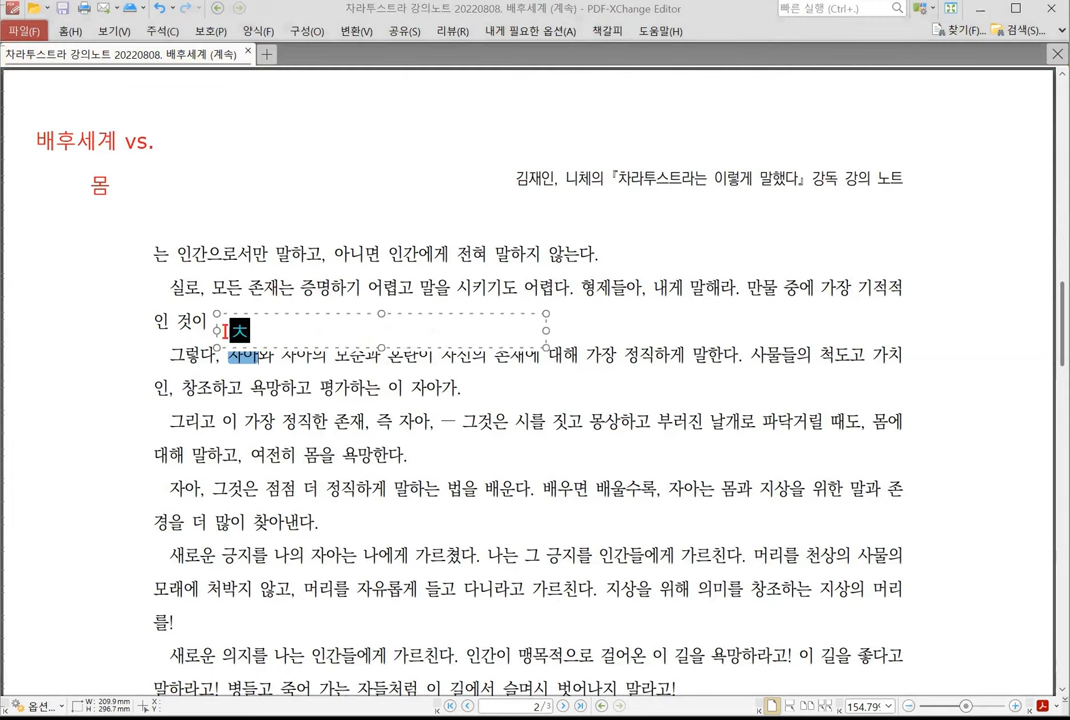 차라투스트라 강의노트 20220808. 배후세계 (계속) - PDF-XChange Editor
빠른 실행 (Ctrl+.)
파일(F) 홈(H) 보기(V) 주석(C) 보호(P) 양식(F) 구성(O) 변환(V) 공유(S) 리뷰(R) 내게 필요한 옵션(A) 책갈피 도움말(H) 찾기(F)... 검색(S)...
차라투스트라 강의노트 20220808. 배후세계 (계속)
배후세계 vs.
몸
김재인, 니체의 『차라투스트라는 이렇게 말했다』 강독 강의 노트
는 인간으로서만 말하고, 아니면 인간에게 전혀 말하지 않는다.
실로, 모든 존재는 증명하기 어렵고 말을 시키기도 어렵다. 형제들아, 내게 말해라. 만물 중에 가장 기적적
인 것이
ㅊ
그렇다, 자아와 자아의 모순과 혼란이 자신의 존재에 대해 가장 정직하게 말한다. 사물들의 척도고 가치
인, 창조하고 욕망하고 평가하는 이 자아가.
그리고 이 가장 정직한 존재, 즉 자아, ─ 그것은 시를 짓고 몽상하고 부러진 날개로 파닥거릴 때도, 몸에
대해 말하고, 여전히 몸을 욕망한다.
자아, 그것은 점점 더 정직하게 말하는 법을 배운다. 배우면 배울수록, 자아는 몸과 지상을 위한 말과 존
경을 더 많이 찾아낸다.
새로운 긍지를 나의 자아는 나에게 가르쳤다. 나는 그 긍지를 인간들에게 가르친다. 머리를 천상의 사물의
모래에 처박지 않고, 머리를 자유롭게 들고 다니라고 가르친다. 지상을 위해 의미를 창조하는 지상의 머리
를!
새로운 의지를 나는 인간들에게 가르친다. 인간이 맹목적으로 걸어온 이 길을 욕망하라고! 이 길을 좋다고
말하라고! 병들고 죽어 가는 자들처럼 이 길에서 슬며시 벗어나지 말라고!
옵션... W: 209.9mm X:
H: 296.7mm Y:
2/3
154.79%